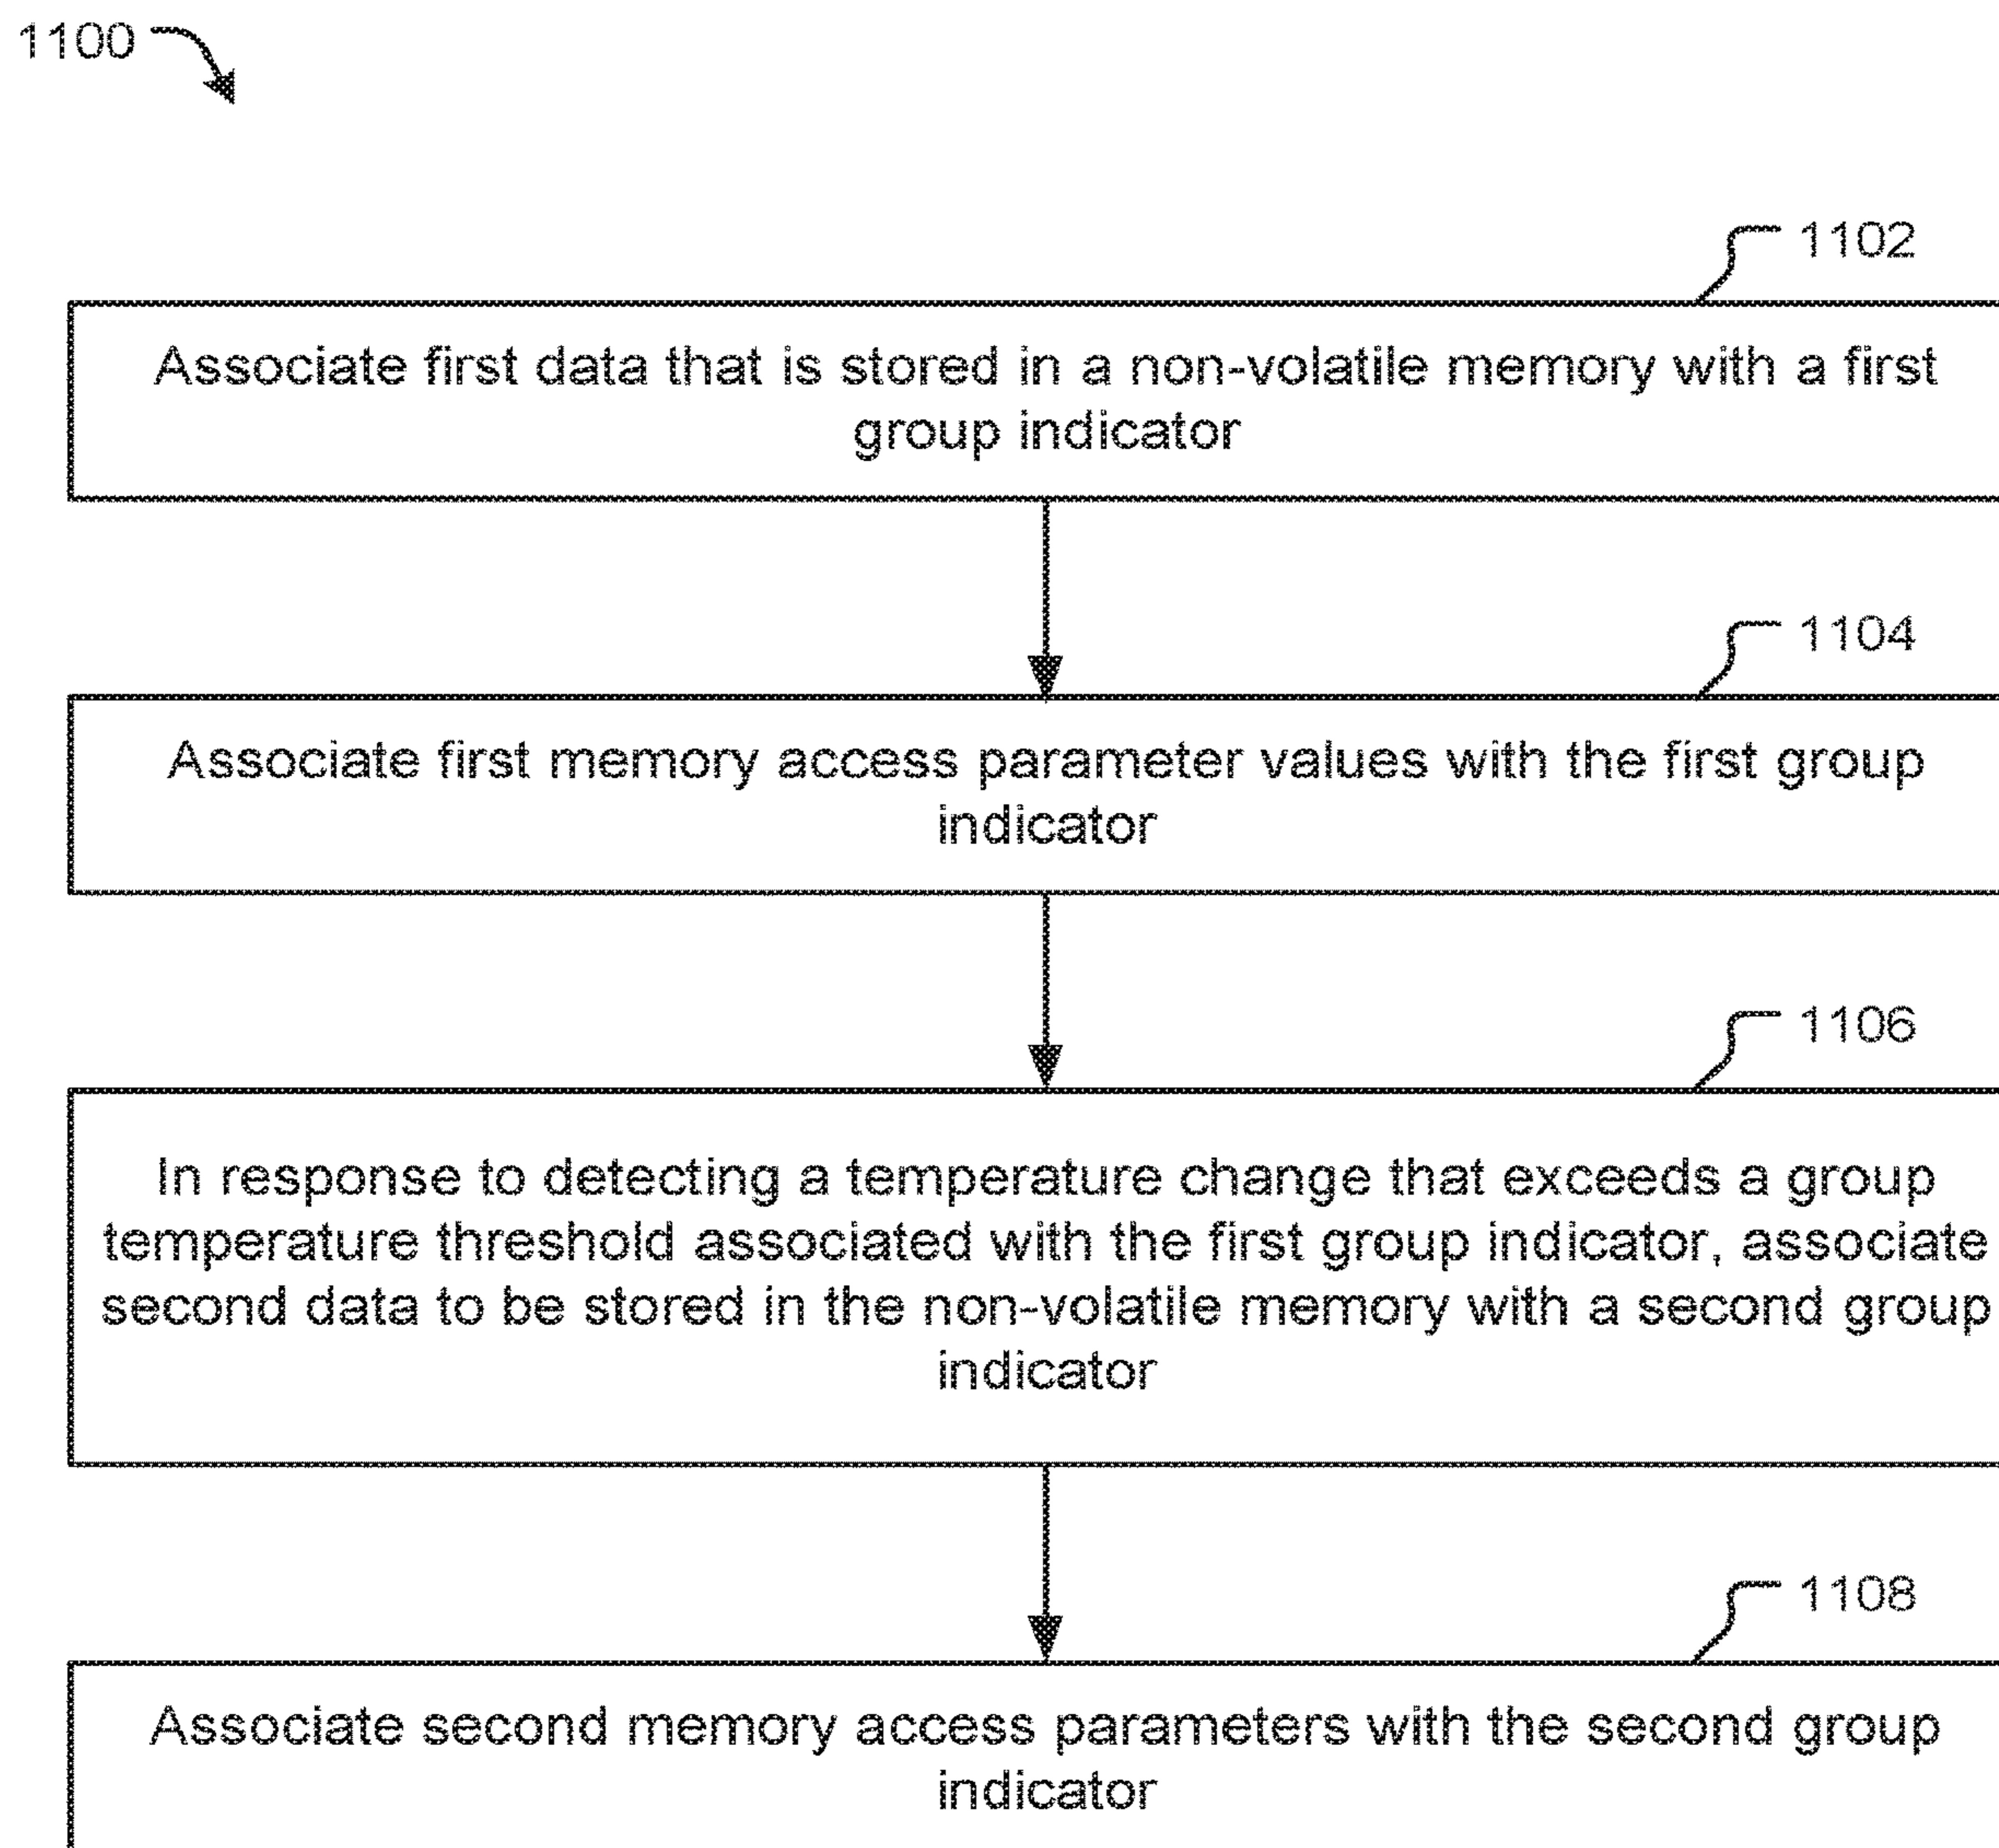 1100
1102
Associate first data that is stored in a non-volatile memory with a first
group indicator
1104
Associate first memory access parameter values with the first group
indicator
1106
In response to detecting a temperature change that exceeds a group
temperature threshold associated with the first group indicator, associate
second data to be stored in the non-volatile memory with a second group
indicator
1108
Associate second memory access parameters with the second group
indicator